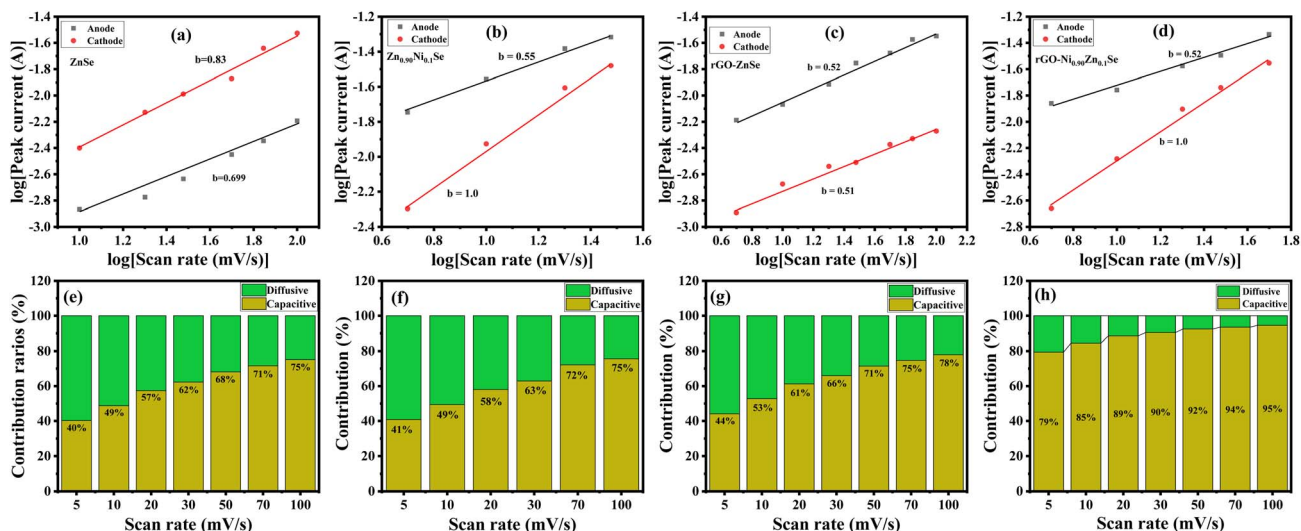 Anode
Cathode
(a)
ZnSe
b=0.83
b=0.699
log[Peak current (A)]
-1.4
-1.6
-1.8
-2.0
-2.2
-2.4
-2.6
-2.8
-3.0
1.0 1.2 1.4 1.6 1.8 2.0
log[Scan rate (mV/s)]
Anode
Cathode
(b)
Zn0.90Ni0.1Se
b = 0.55
b = 1.0
log[Peak current (A)]
-1.2
-1.4
-1.6
-1.8
-2.0
-2.2
-2.4
0.6 0.8 1.0 1.2 1.4 1.6
log[Scan rate (mV/s)]
Anode
Cathode
(c)
rGO-ZnSe
b = 0.52
b = 0.51
log[Peak current (A)]
-1.4
-1.6
-1.8
-2.0
-2.2
-2.4
-2.6
-2.8
-3.0
0.6 0.8 1.0 1.2 1.4 1.6 1.8 2.0 2.2
log[Scan rate (mV/s)]
Anode
Cathode
(d)
rGO-Ni0.90Zn0.1Se
b = 0.52
b = 1.0
log[Peak current (A)]
-1.2
-1.4
-1.6
-1.8
-2.0
-2.2
-2.4
-2.6
-2.8
0.6 0.8 1.0 1.2 1.4 1.6 1.8
log[Scan rate (mV/s)]
(e)
Diffusive
Capacitive
Contribution rarios (%)
120
100
80
60
40
20
0
40% 49% 57% 62% 68% 71% 75%
5 10 20 30 50 70 100
Scan rate (mV/s)
(f)
Diffusive
Capacitive
Contribution (%)
120
100
80
60
40
20
0
41% 49% 58% 63% 72% 75%
5 10 20 30 70 100
Scan rate (mV/s)
(g)
Diffusive
Capacitive
Contribution (%)
120
100
80
60
40
20
0
44% 53% 61% 66% 71% 75% 78%
5 10 20 30 50 70 100
Scan rate (mV/s)
(h)
Diffusive
Capacitive
Contribution (%)
120
100
80
60
40
20
0
79% 85% 89% 90% 92% 94% 95%
5 10 20 30 50 70 100
Scan rate (mV/s)